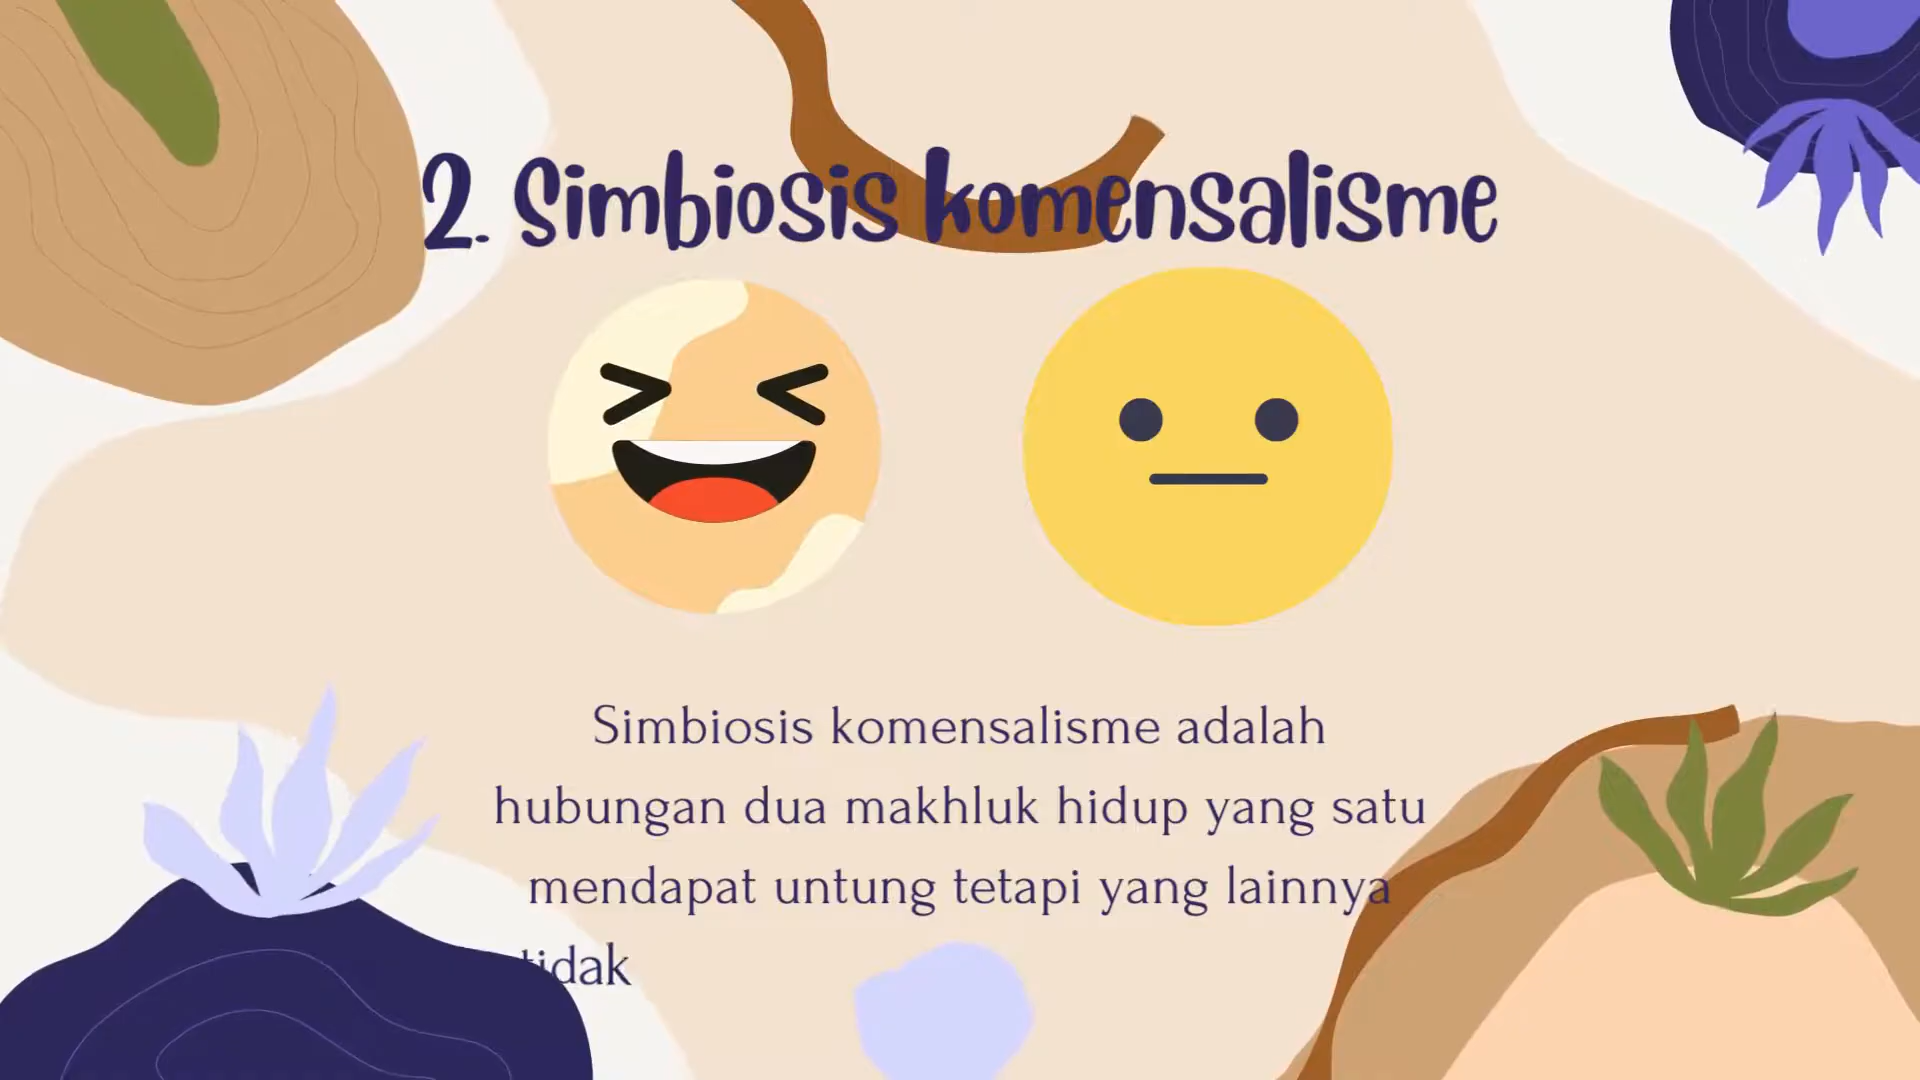 2. Simbiosis komensalisme
Simbiosis komensalisme adalah
hubungan dua makhluk hidup yang satu
mendapat untung tetapi yang lainnya
tidak